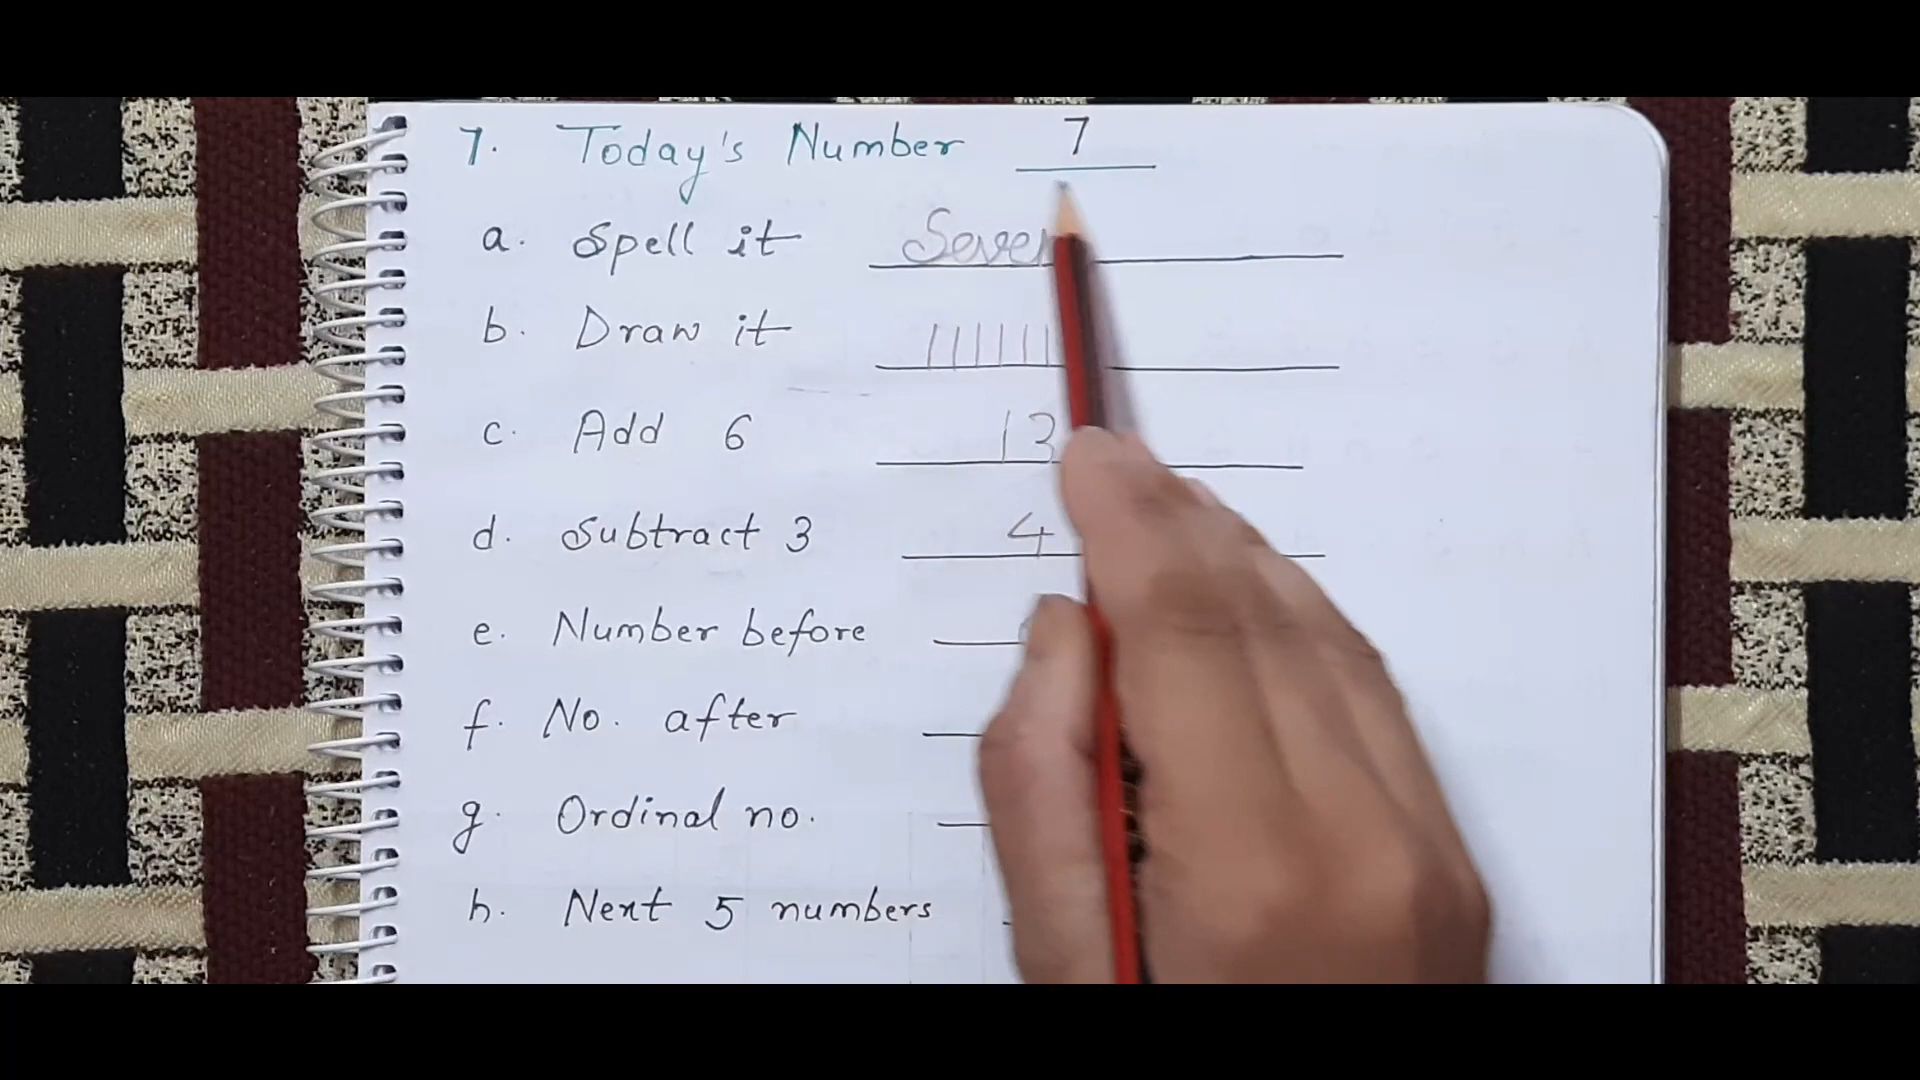 7. Today's Number 7
a. Spell it Seven
b. Draw it ||||||
c. Add 6 13
d. Subtract 3 4
e. Number before
f. No. after
g. Ordinal no.
h. Next 5 numbers